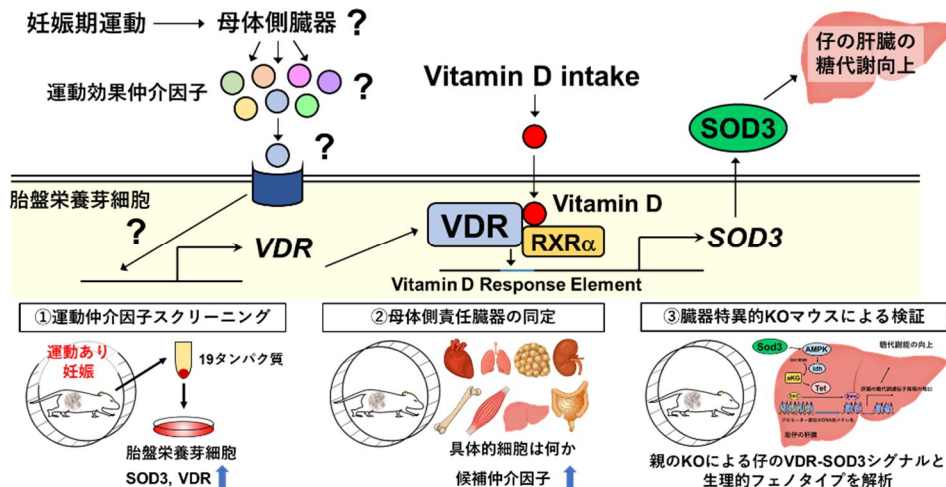 妊娠期運動
母体側臓器
?
運動効果仲介因子
?
?
Vitamin D intake
SOD3
仔の肝臓の
糖代謝向上
胎盤栄養芽細胞
?
VDR
VDR
Vitamin D
RXRα
SOD3
Vitamin D Response Element
①運動仲介因子スクリーニング
運動あり
妊娠
19タンパク質
胎盤栄養芽細胞
SOD3, VDR
②母体側責任臓器の同定
具体的細胞は何か
候補仲介因子
③臓器特異的KOマウスによる検証
Sod3
AMPK
Idh
αKG
Tet
糖代謝能の向上
胎仔の肝臓
親のKOによる仔のVDR-SOD3シグナルと
生理的フェノタイプを解析